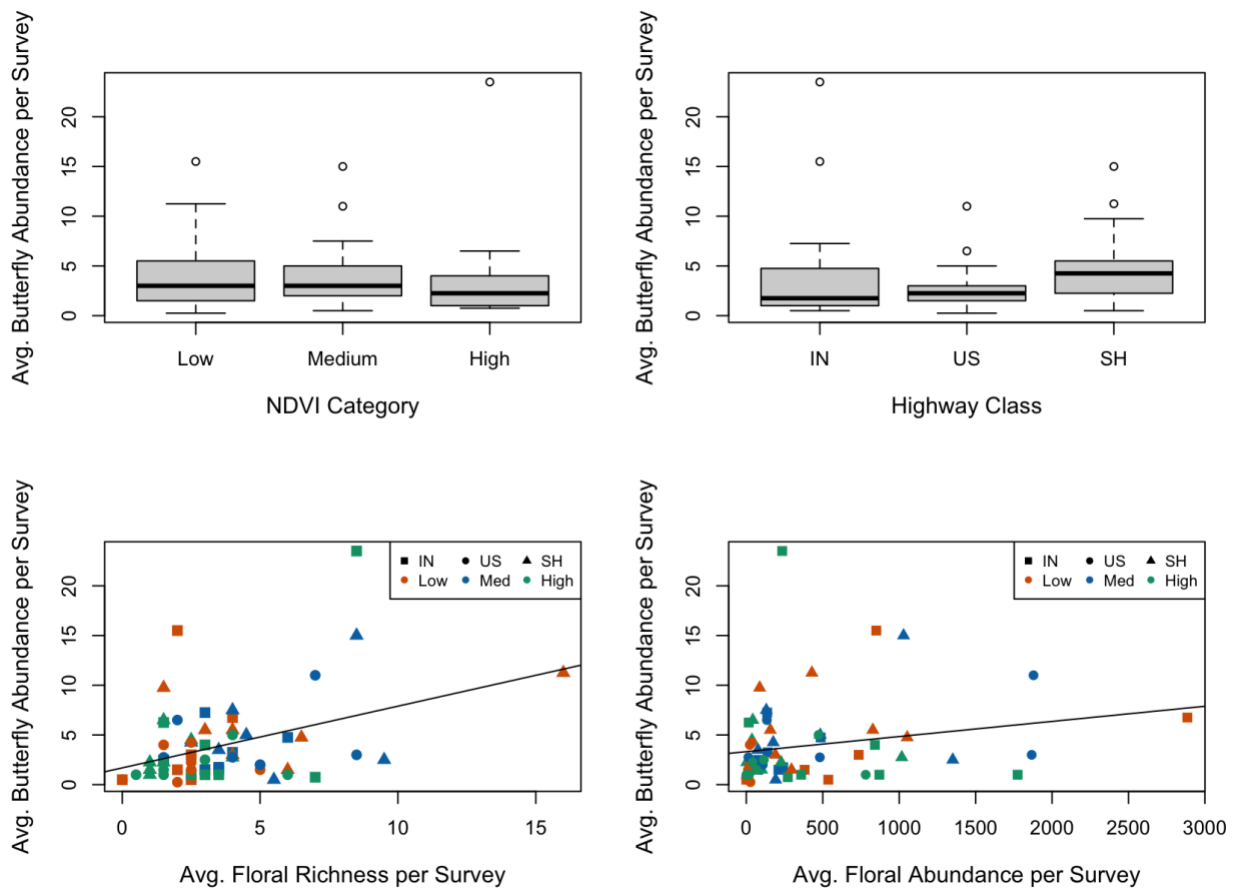 Avg. Butterfly Abundance per Survey
20
15
10
5
0
Low Medium High
NDVI Category
Avg. Butterfly Abundance per Survey
20
15
10
5
0
IN US SH
Highway Class
Avg. Butterfly Abundance per Survey
20
15
10
5
0
IN US SH
Low Med High
0 5 10 15
Avg. Floral Richness per Survey
Avg. Butterfly Abundance per Survey
20
15
10
5
0
IN US SH
Low Med High
0 500 1000 1500 2000 2500 3000
Avg. Floral Abundance per Survey